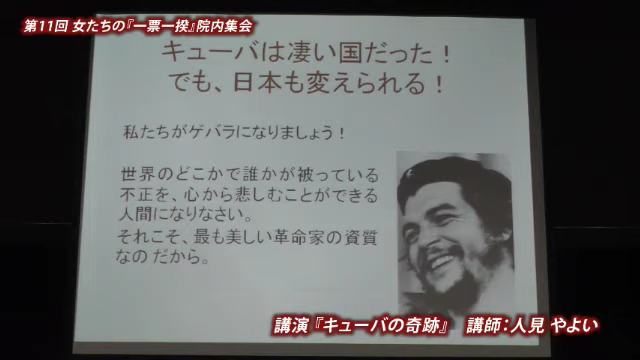 第11回 女たちの『一票一揆』院内集会
キューバは凄い国だった！
でも、日本も変えられる！
私たちがゲバラになりましょう！
世界のどこかで誰かが被っている
不正を、心から悲しむことができる
人間になりなさい。
それこそ、最も美しい革命家の資質
なの だから。
講演『キューバの奇跡』 講師：人見 やよい